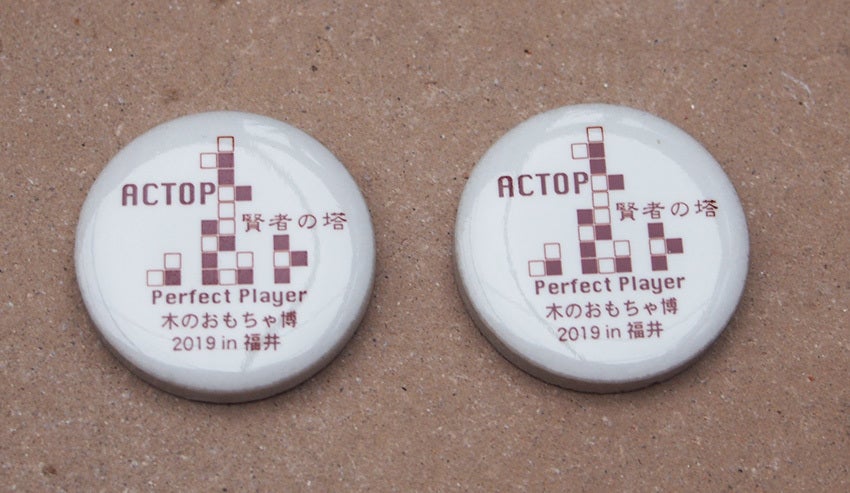 ACTOP
賢者の塔
Perfect Player
木のおもちゃ博
2019 in 福井
ACTOP
賢者の塔
Perfect Player
木のおもちゃ博
2019 in 福井